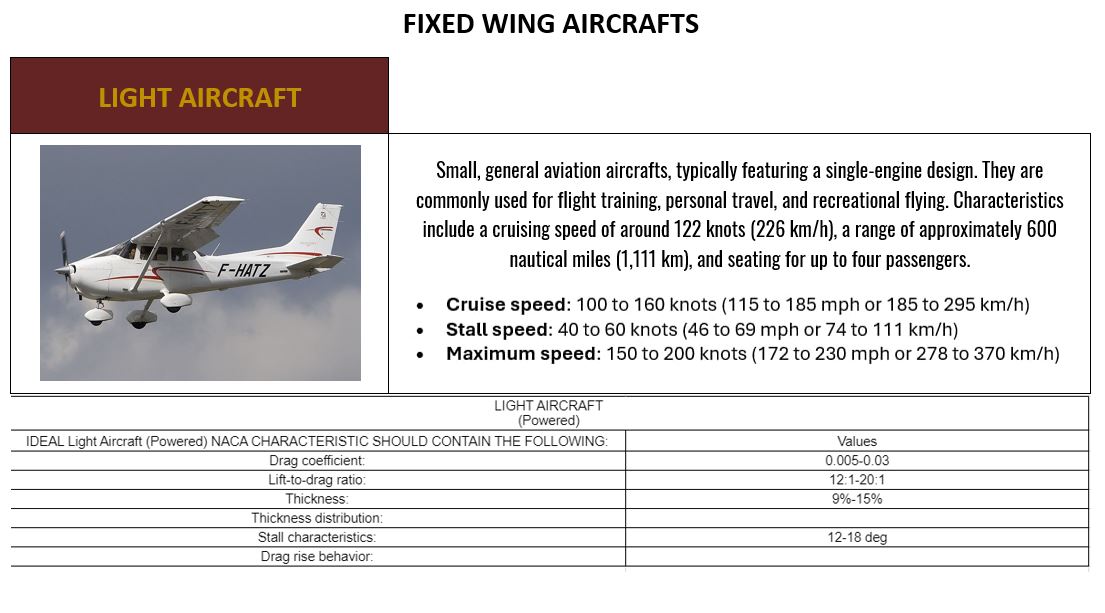 FIXED WING AIRCRAFTS
LIGHT AIRCRAFT
F-HATZ
Small, general aviation aircrafts, typically featuring a single-engine design. They are
commonly used for flight training, personal travel, and recreational flying. Characteristics
include a cruising speed of around 122 knots (226 km/h), a range of approximately 600
nautical miles (1,111 km), and seating for up to four passengers.
• Cruise speed: 100 to 160 knots (115 to 185 mph or 185 to 295 km/h)
• Stall speed: 40 to 60 knots (46 to 69 mph or 74 to 111 km/h)
• Maximum speed: 150 to 200 knots (172 to 230 mph or 278 to 370 km/h)
LIGHT AIRCRAFT
(Powered)
IDEAL Light Aircraft (Powered) NACA CHARACTERISTIC SHOULD CONTAIN THE FOLLOWING: Values
Drag coefficient: 0.005-0.03
Lift-to-drag ratio: 12:1-20:1
Thickness: 9%-15%
Thickness distribution:
Stall characteristics: 12-18 deg
Drag rise behavior: